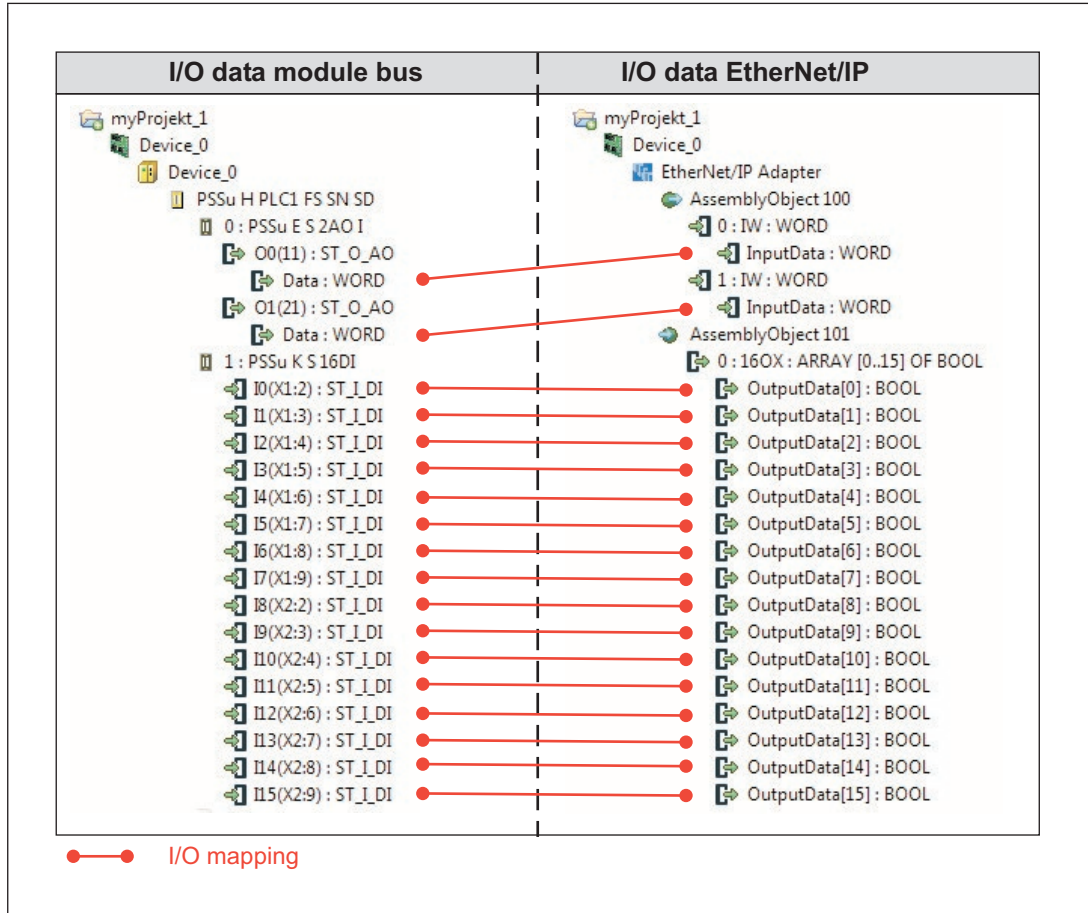 I/O data module bus
myProjekt_1
Device_0
Device_0
PSSu H PLC1 FS SN SD
0 : PSSu E S 2AO I
O0(11) : ST_O_AO
Data : WORD
O1(21) : ST_O_AO
Data : WORD
1 : PSSu K S 16DI
I0(X1:2) : ST_I_DI
I1(X1:3) : ST_I_DI
I2(X1:4) : ST_I_DI
I3(X1:5) : ST_I_DI
I4(X1:6) : ST_I_DI
I5(X1:7) : ST_I_DI
I6(X1:8) : ST_I_DI
I7(X1:9) : ST_I_DI
I8(X2:2) : ST_I_DI
I9(X2:3) : ST_I_DI
I10(X2:4) : ST_I_DI
I11(X2:5) : ST_I_DI
I12(X2:6) : ST_I_DI
I13(X2:7) : ST_I_DI
I14(X2:8) : ST_I_DI
I15(X2:9) : ST_I_DI
I/O data EtherNet/IP
myProjekt_1
Device_0
EtherNet/IP Adapter
AssemblyObject 100
0 : IW : WORD
InputData : WORD
1 : IW : WORD
InputData : WORD
AssemblyObject 101
0 : 16OX : ARRAY [0..15] OF BOOL
OutputData[0] : BOOL
OutputData[1] : BOOL
OutputData[2] : BOOL
OutputData[3] : BOOL
OutputData[4] : BOOL
OutputData[5] : BOOL
OutputData[6] : BOOL
OutputData[7] : BOOL
OutputData[8] : BOOL
OutputData[9] : BOOL
OutputData[10] : BOOL
OutputData[11] : BOOL
OutputData[12] : BOOL
OutputData[13] : BOOL
OutputData[14] : BOOL
OutputData[15] : BOOL
I/O mapping